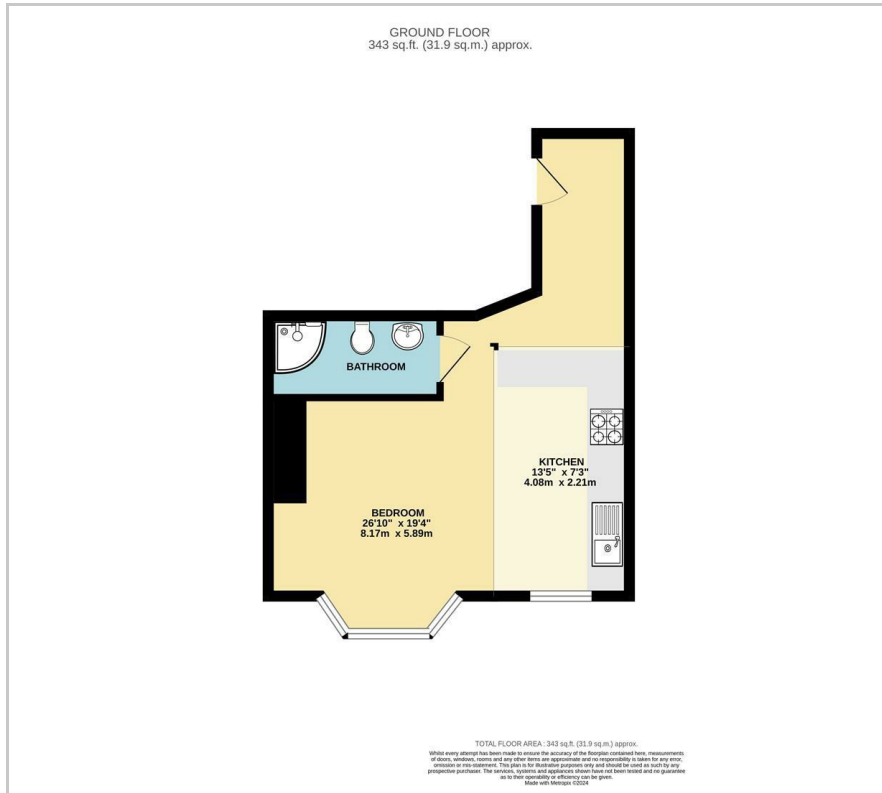 GROUND FLOOR
343 sq.ft. (31.9 sq.m.) approx.
BATHROOM
KITCHEN
13'5" x 7'3"
4.08m x 2.21m
BEDROOM
26'10" x 19'4"
8.17m x 5.89m
TOTAL FLOOR AREA : 343 sq.ft. (31.9 sq.m.) approx.
Whilst every attempt has been made to ensure the accuracy of the floorplan contained here, measurements
of doors, windows, rooms and any other items are approximate and no responsibility is taken for any error,
omission or mis-statement. This plan is for illustrative purposes only and should be used as such by any
prospective purchaser. The services, systems and appliances shown have not been tested and no guarantee
as to their operability or efficiency can be given.
Made with Metropix ©2024